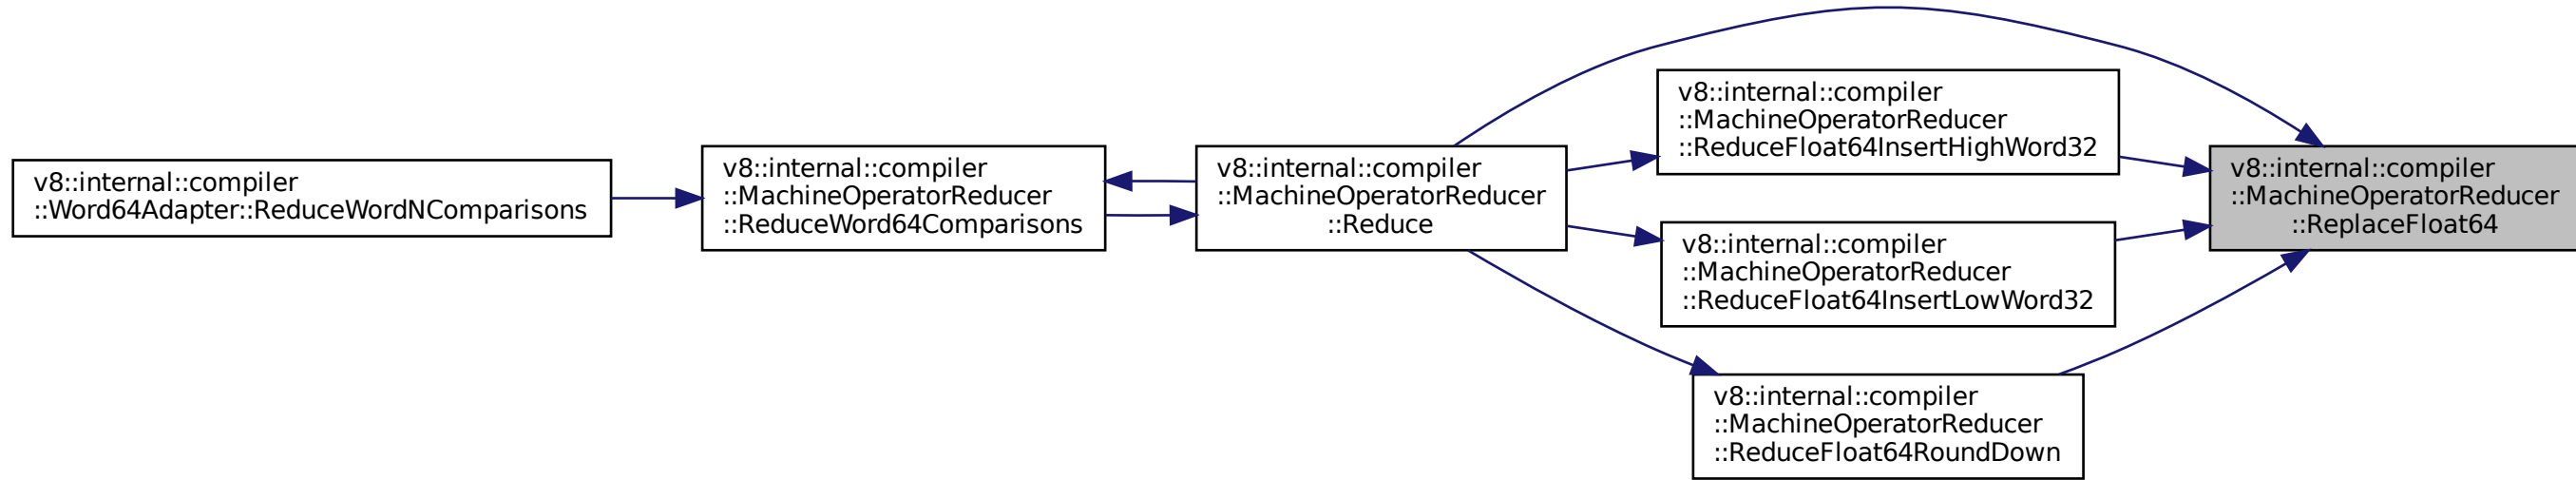 v8::internal::compiler
::Word64Adapter::ReduceWordNComparisons
v8::internal::compiler
::MachineOperatorReducer
::ReduceWord64Comparisons
v8::internal::compiler
::MachineOperatorReducer
::Reduce
v8::internal::compiler
::MachineOperatorReducer
::ReduceFloat64InsertHighWord32
v8::internal::compiler
::MachineOperatorReducer
::ReduceFloat64InsertLowWord32
v8::internal::compiler
::MachineOperatorReducer
::ReduceFloat64RoundDown
v8::internal::compiler
::MachineOperatorReducer
::ReplaceFloat64